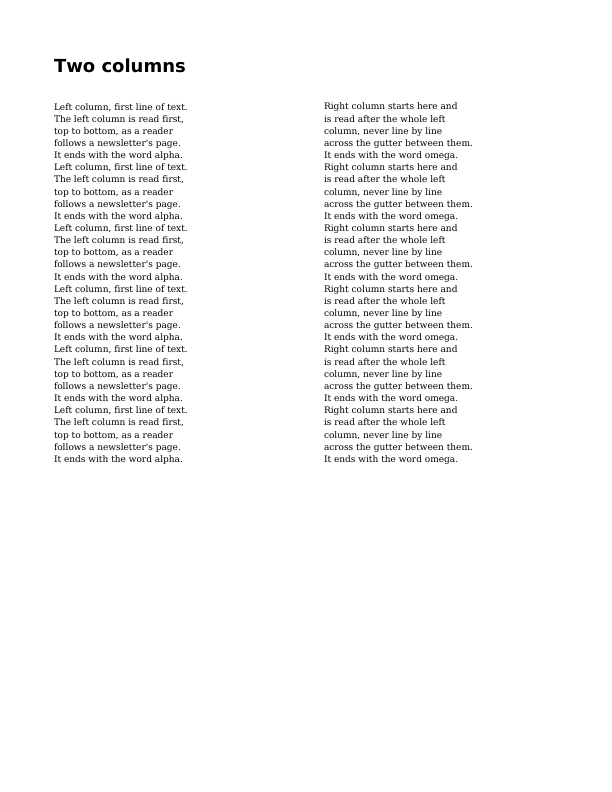 Two columns
Left column, first line of text.
The left column is read first,
top to bottom, as a reader
follows a newsletter's page.
It ends with the word alpha.
Left column, first line of text.
The left column is read first,
top to bottom, as a reader
follows a newsletter's page.
It ends with the word alpha.
Left column, first line of text.
The left column is read first,
top to bottom, as a reader
follows a newsletter's page.
It ends with the word alpha.
Left column, first line of text.
The left column is read first,
top to bottom, as a reader
follows a newsletter's page.
It ends with the word alpha.
Left column, first line of text.
The left column is read first,
top to bottom, as a reader
follows a newsletter's page.
It ends with the word alpha.
Left column, first line of text.
The left column is read first,
top to bottom, as a reader
follows a newsletter's page.
It ends with the word alpha.
Right column starts here and
is read after the whole left
column, never line by line
across the gutter between them.
It ends with the word omega.
Right column starts here and
is read after the whole left
column, never line by line
across the gutter between them.
It ends with the word omega.
Right column starts here and
is read after the whole left
column, never line by line
across the gutter between them.
It ends with the word omega.
Right column starts here and
is read after the whole left
column, never line by line
across the gutter between them.
It ends with the word omega.
Right column starts here and
is read after the whole left
column, never line by line
across the gutter between them.
It ends with the word omega.
Right column starts here and
is read after the whole left
column, never line by line
across the gutter between them.
It ends with the word omega.